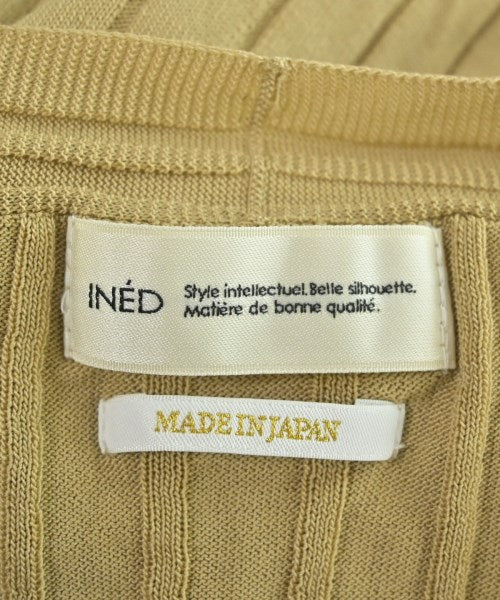 INÉD
Style intellectuel. Belle silhouette.
Matière de bonne qualité.
MADE IN JAPAN